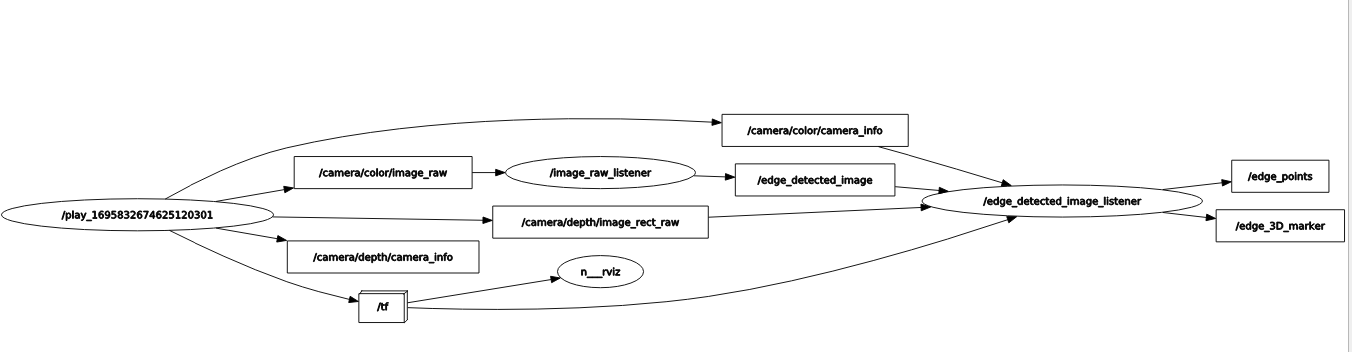 /camera/color/camera_info
/camera/color/image_raw
/image_raw_listener
/edge_detected_image
/edge_points
/play_1695832674625120301
/edge_detected_image_listener
/camera/depth/image_rect_raw
/edge_3D_marker
/camera/depth/camera_info
n__rviz
/tf